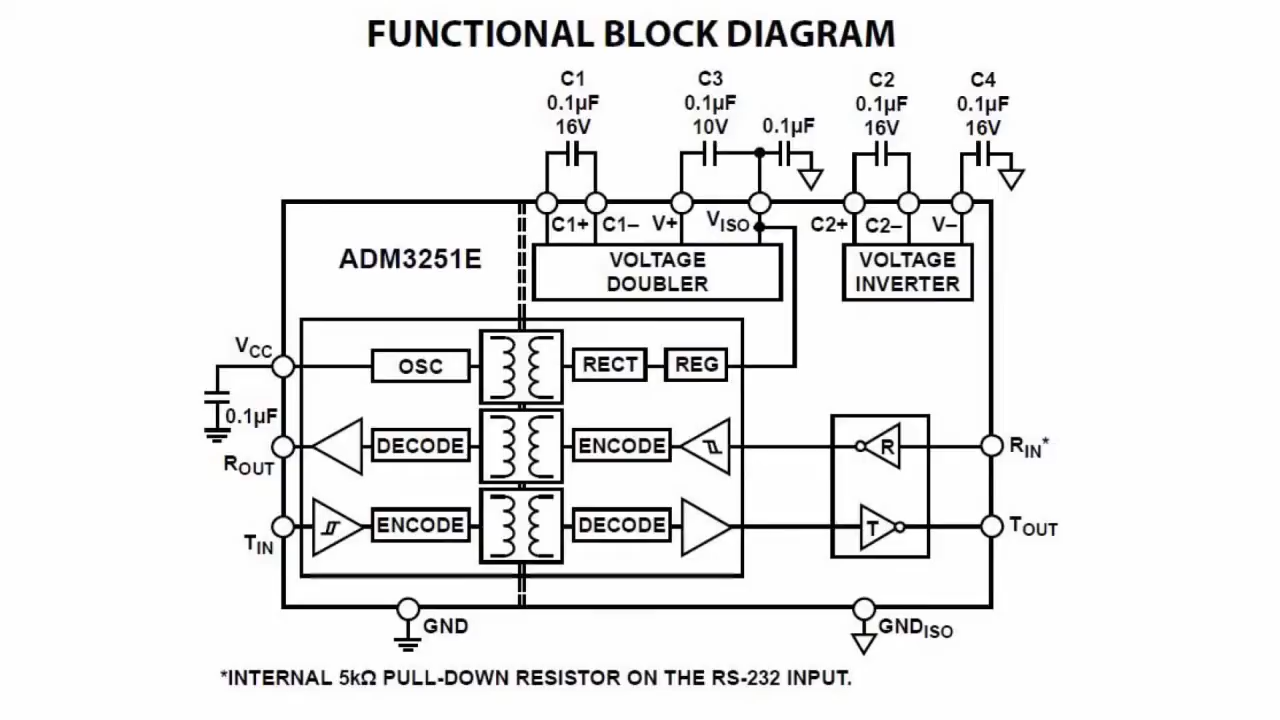 FUNCTIONAL BLOCK DIAGRAM
C1
0.1µF
16V
C3
0.1µF
10V
0.1µF
C2
0.1µF
16V
C4
0.1µF
16V
C1+ C1– V+ VISO C2+ C2– V–
ADM3251E
VOLTAGE
DOUBLER
VOLTAGE
INVERTER
VCC
OSC
RECT
REG
0.1µF
ROUT
DECODE
ENCODE
R
RIN*
TIN
ENCODE
DECODE
T
TOUT
GND
GNDISO
*INTERNAL 5kΩ PULL-DOWN RESISTOR ON THE RS-232 INPUT.